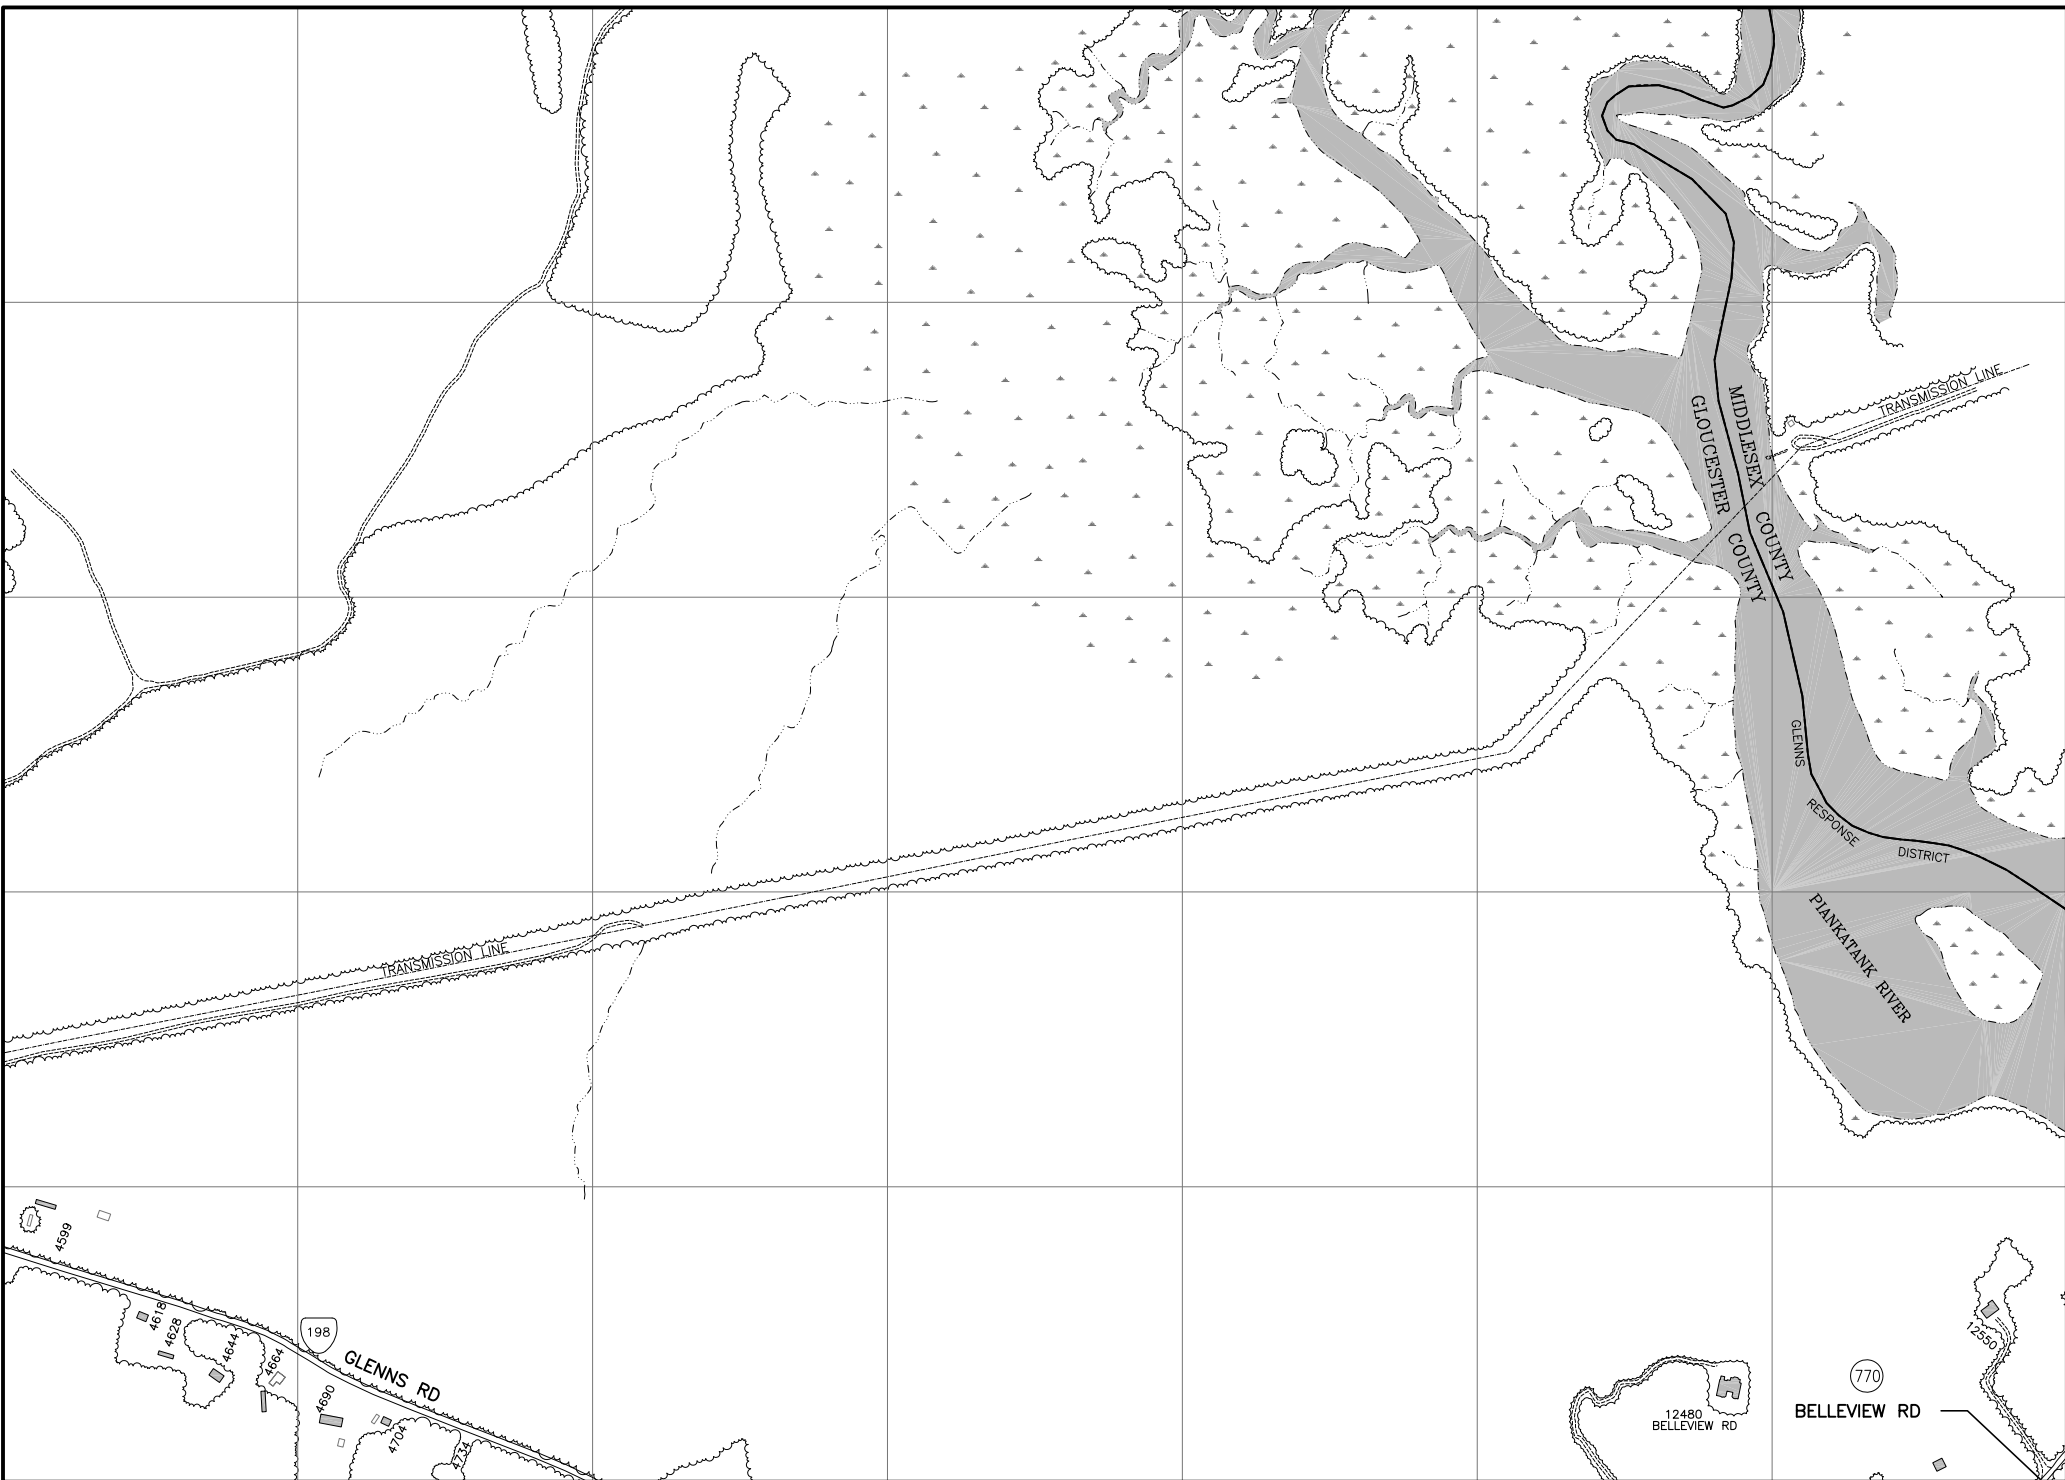 TRANSMISSION LINE
MIDDLESEX COUNTY
GLOUCESTER COUNTY
GLENNS RESPONSE DISTRICT
PIANKATANK RIVER
TRANSMISSION LINE
4599
4618
4628
4644
4664
4690
4704
4734
198
GLENNS RD
12550
12480
BELLEVIEW RD
770
BELLEVIEW RD